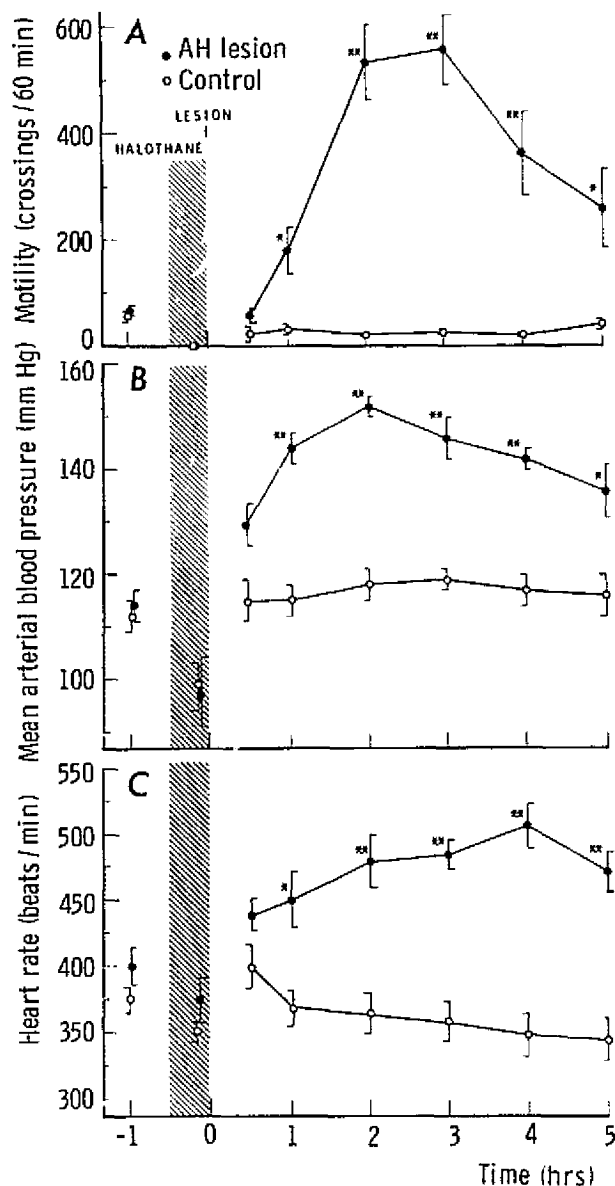 A
● AH lesion
○ Control
LESION
HALOTHANE
Motility (crossings / 60 min)
600
400
200
0
*
**
**
**
*
B
Mean arterial blood pressure (mm Hg)
160
140
120
100
**
**
**
**
*
C
Heart rate (beats / min)
550
500
450
400
350
300
*
**
**
**
**
-1 0 1 2 3 4 5
Time (hrs)